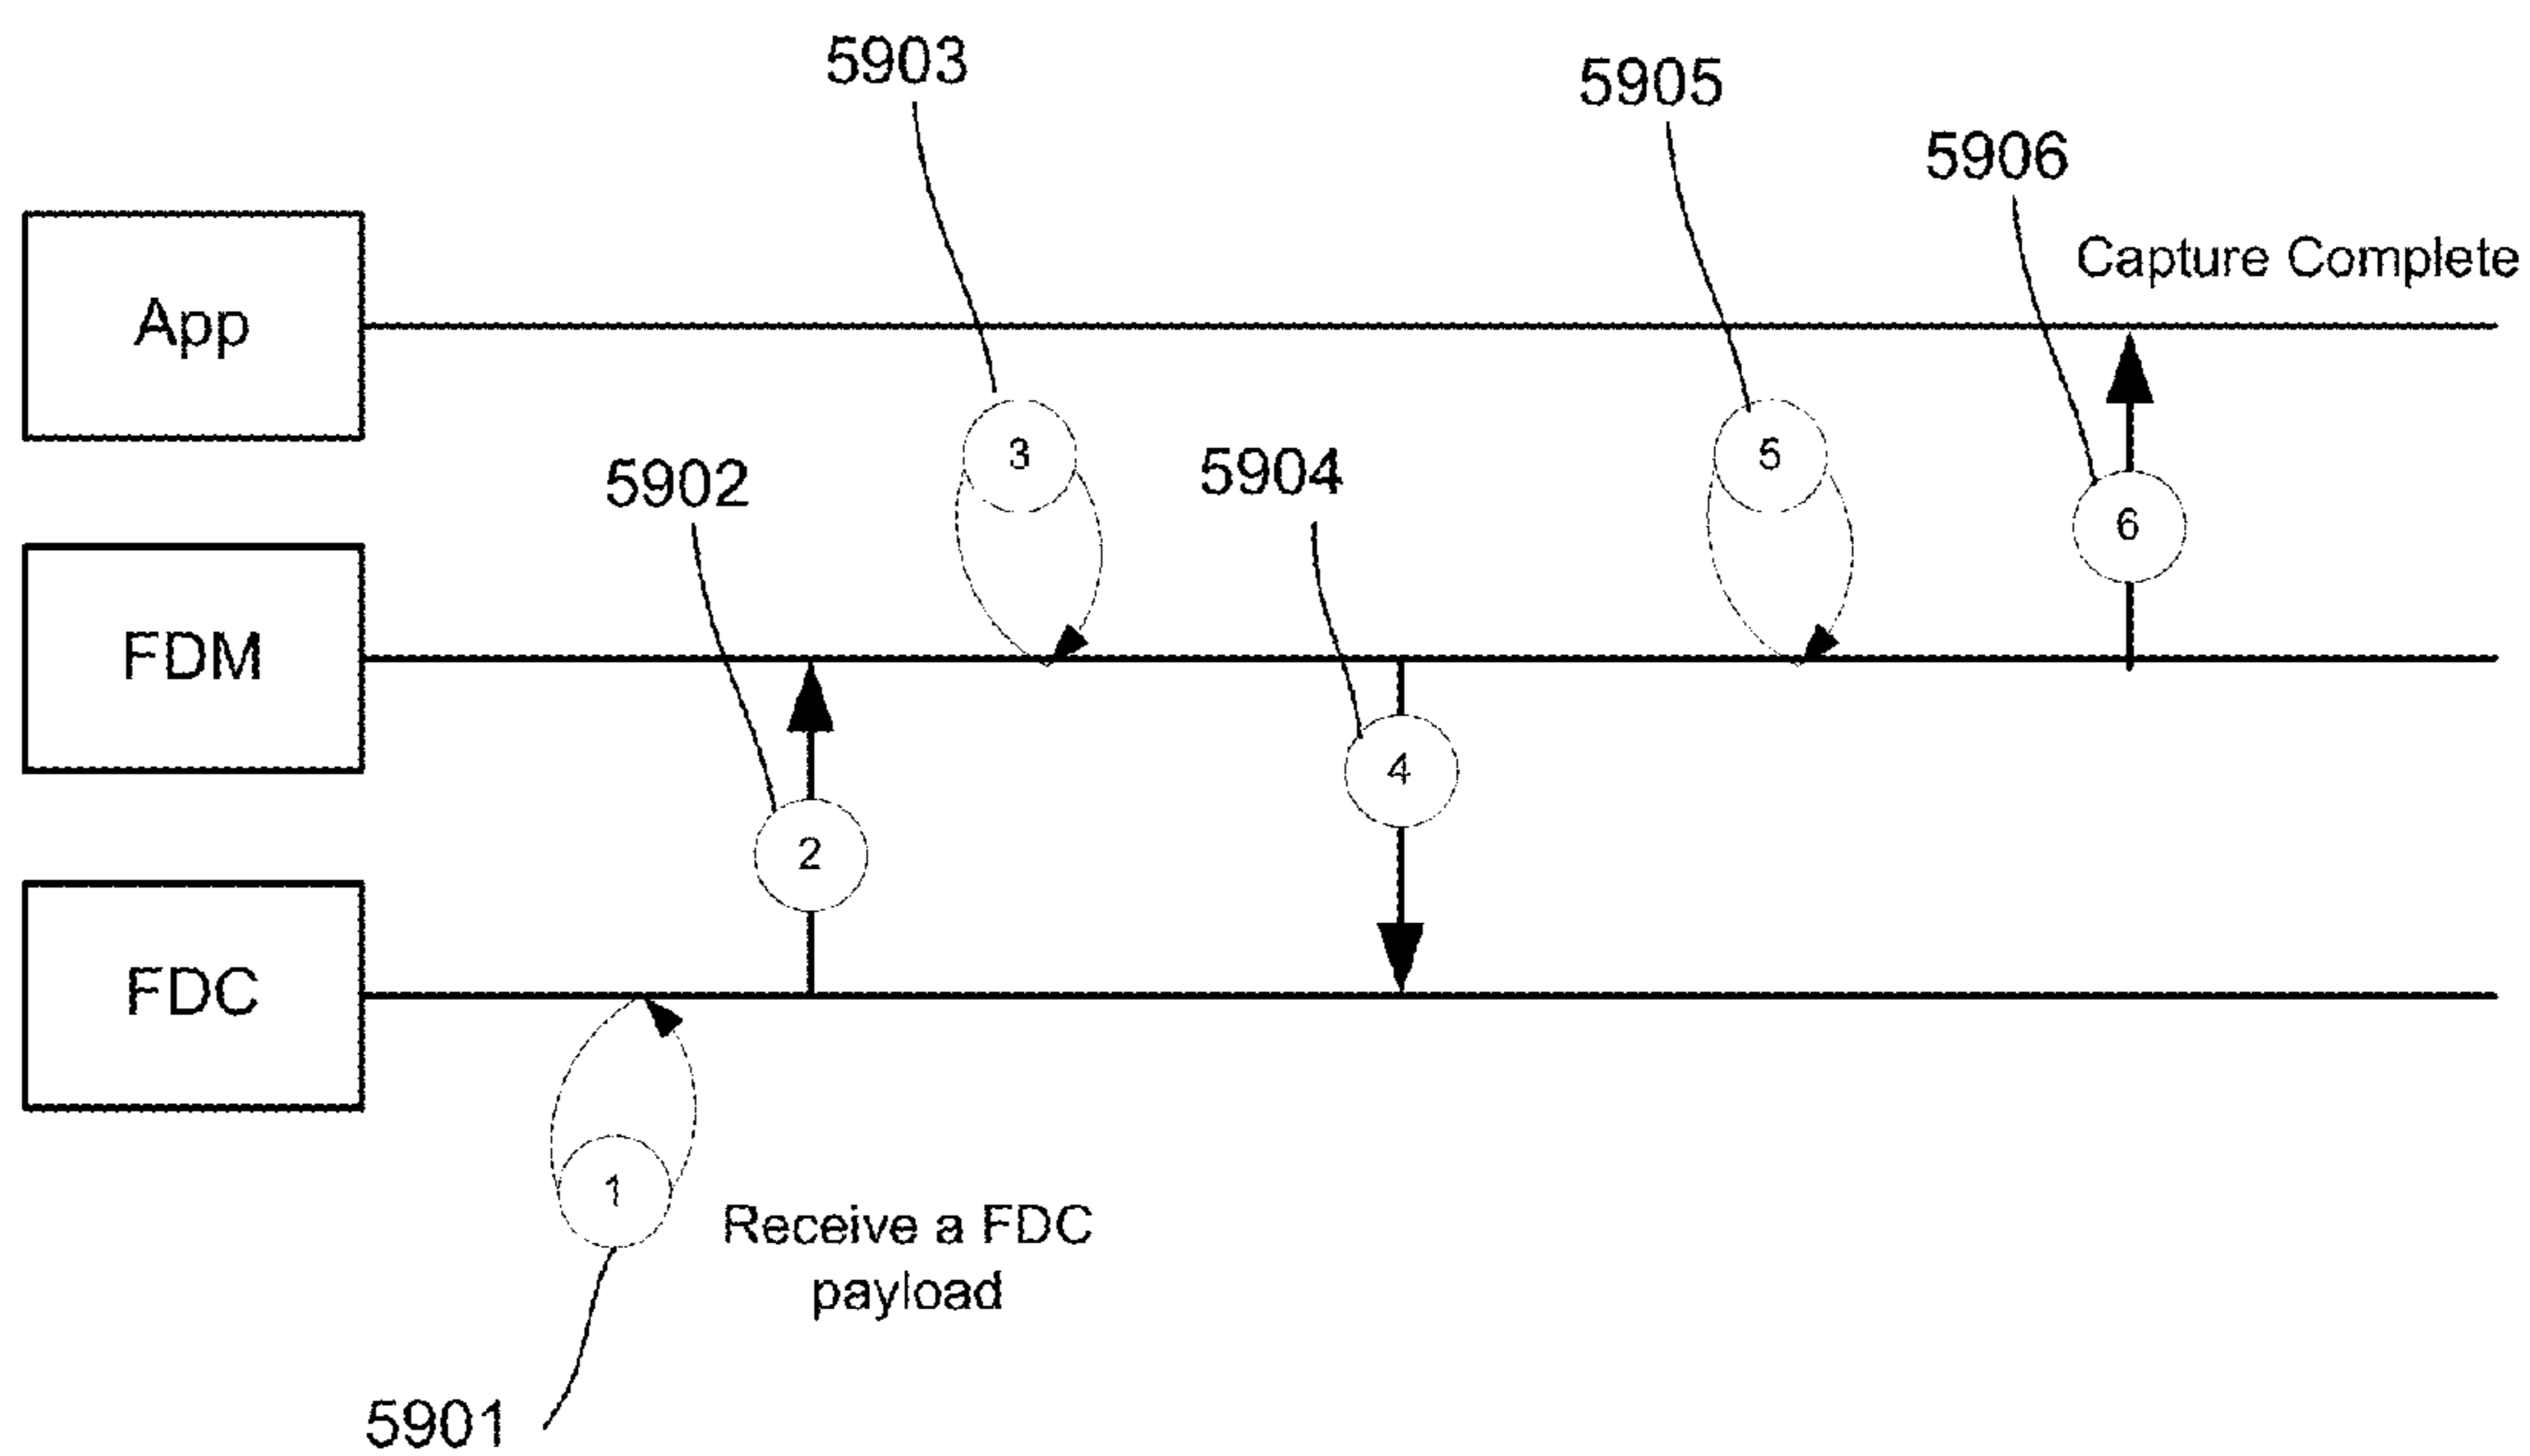 5903
5905
5906
Capture Complete
App
3
5
5902
5904
6
FDM
4
2
FDC
1
Receive a FDC
payload
5901